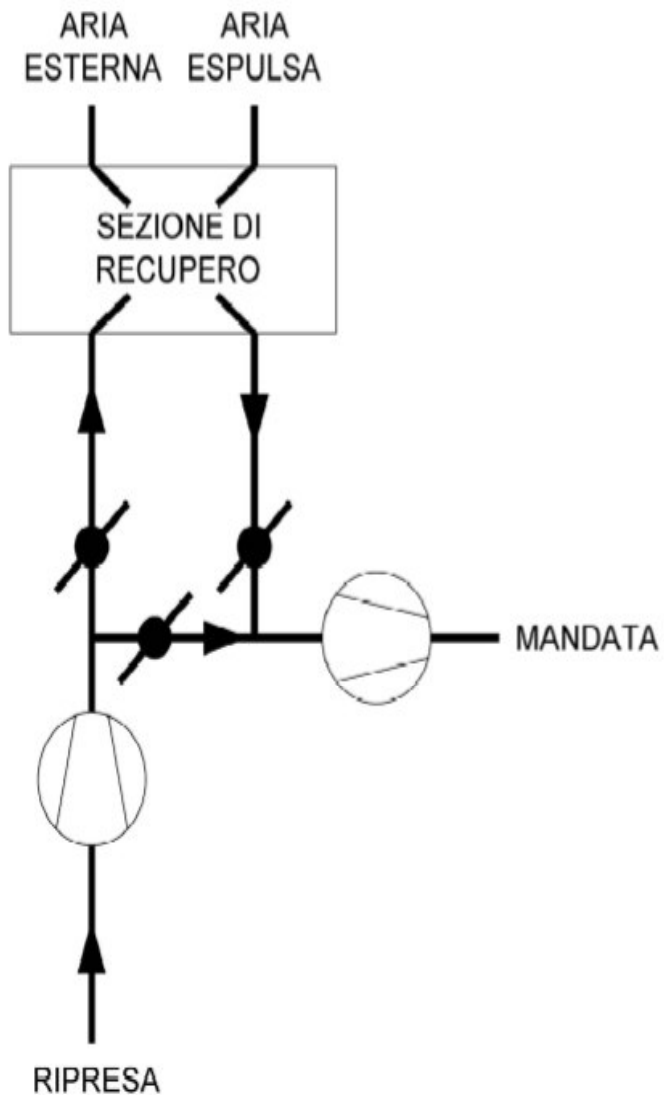 ARIA
ESTERNA
ARIA
ESPULSA
SEZIONE DI
RECUPERO
MANDATA
RIPRESA